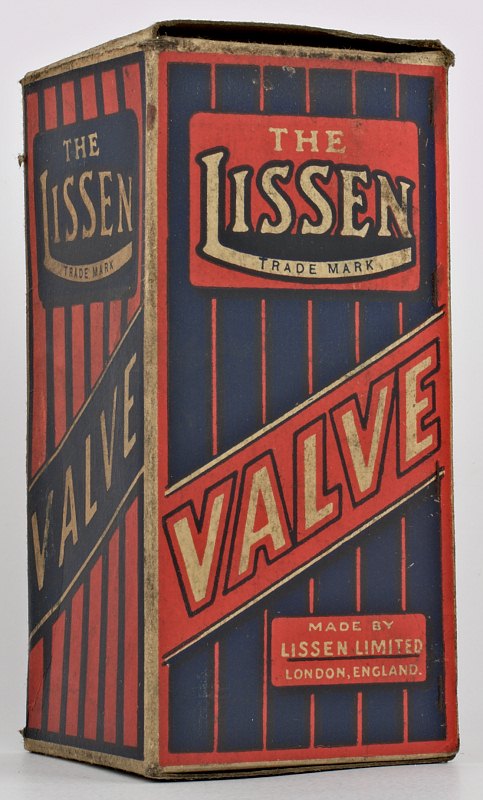 THE
LISSEN
TRADE MARK
VALVE
THE
LISSEN
TRADE MARK
VALVE
MADE BY
LISSEN LIMITED
LONDON, ENGLAND.